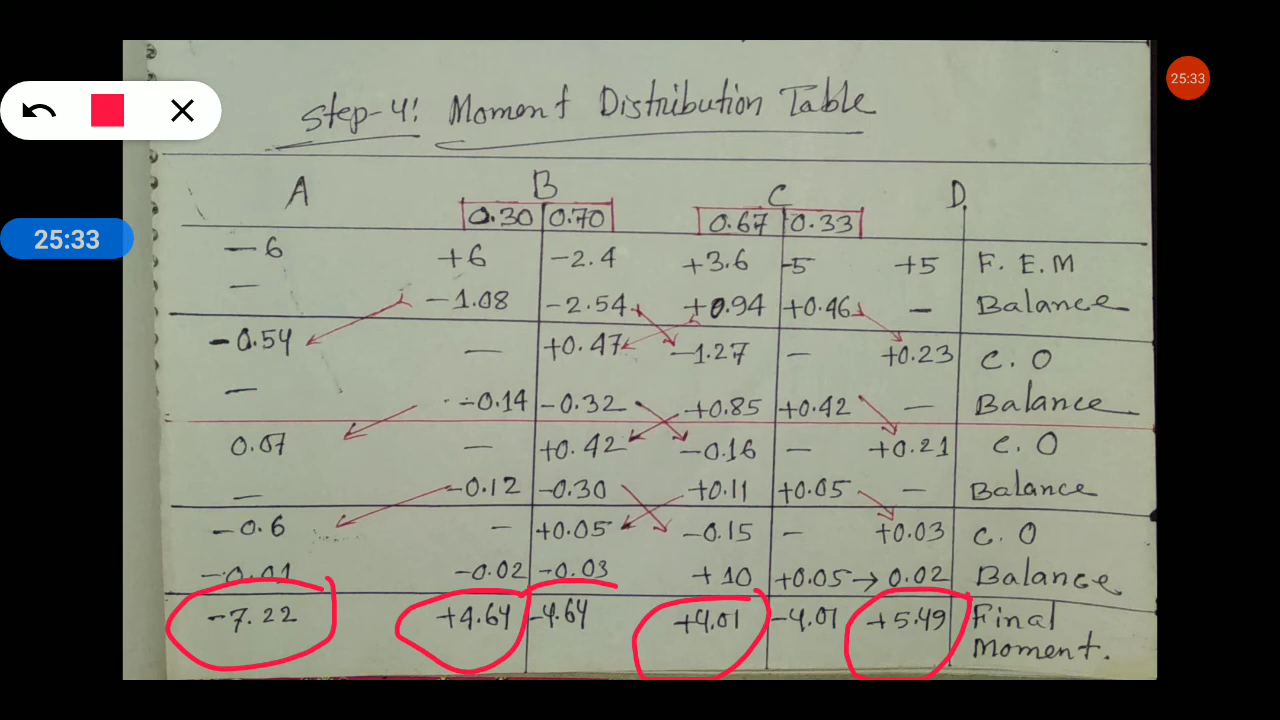 25:33
25:33
Step-4: Moment Distribution Table
A B C D
0.30 0.70 0.67 0.33
-6 +6 -2.4 +3.6 -5 +5 F.E.M
- -1.08 -2.54 +0.94 +0.46 - Balance
-0.54 - +0.47 -1.27 - +0.23 C.O
- -0.14 -0.32 +0.85 +0.42 - Balance
0.07 - +0.42 -0.16 - +0.21 C.O
- -0.12 -0.30 +0.11 +0.05 - Balance
-0.6 - +0.05 -0.15 - +0.03 C.O
-0.01 -0.02 -0.03 +10 +0.05 → 0.02 Balance
-7.22 +4.64 -4.64 +4.01 -4.01 +5.49 Final
Moment.